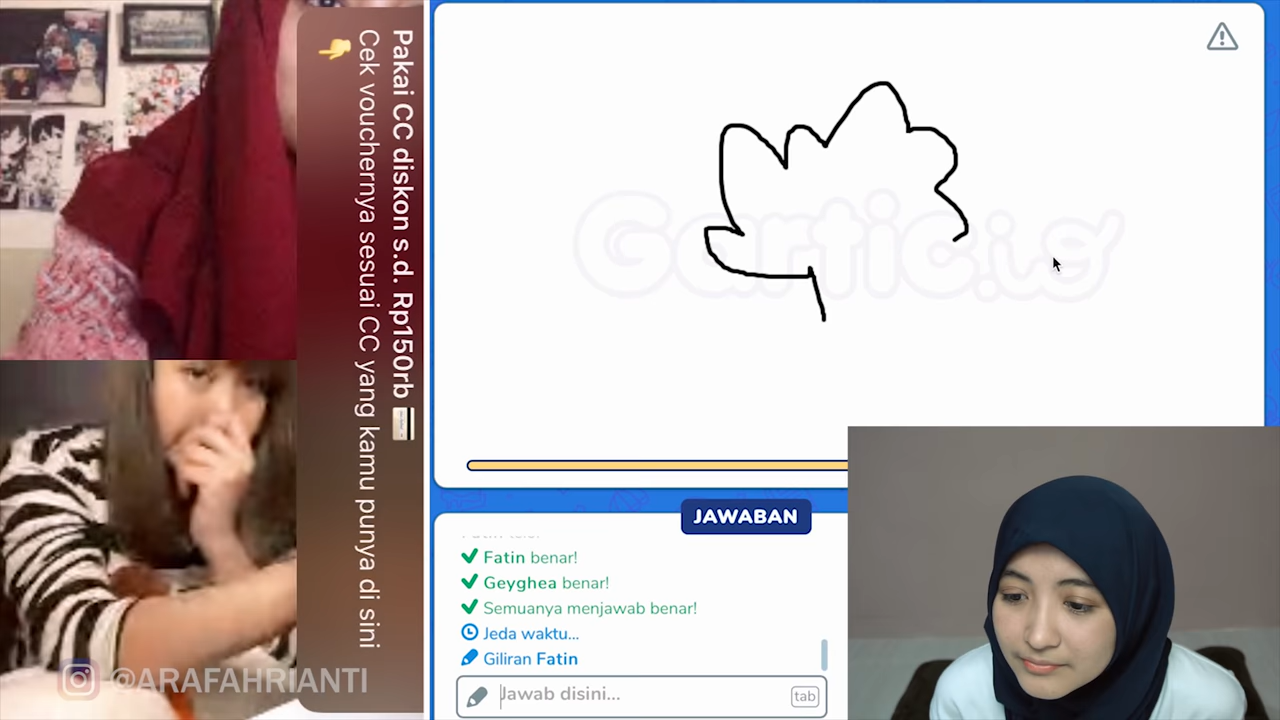 Pakai CC diskon s.d. Rp150rb
Cek vouchernya sesuai CC yang kamu punya di sini
@ARAFAHRIANTI
Gartic.io
JAWABAN
Fatin benar!
Geyghea benar!
Semuanya menjawab benar!
Jeda waktu...
Giliran Fatin
Jawab disini...
tab